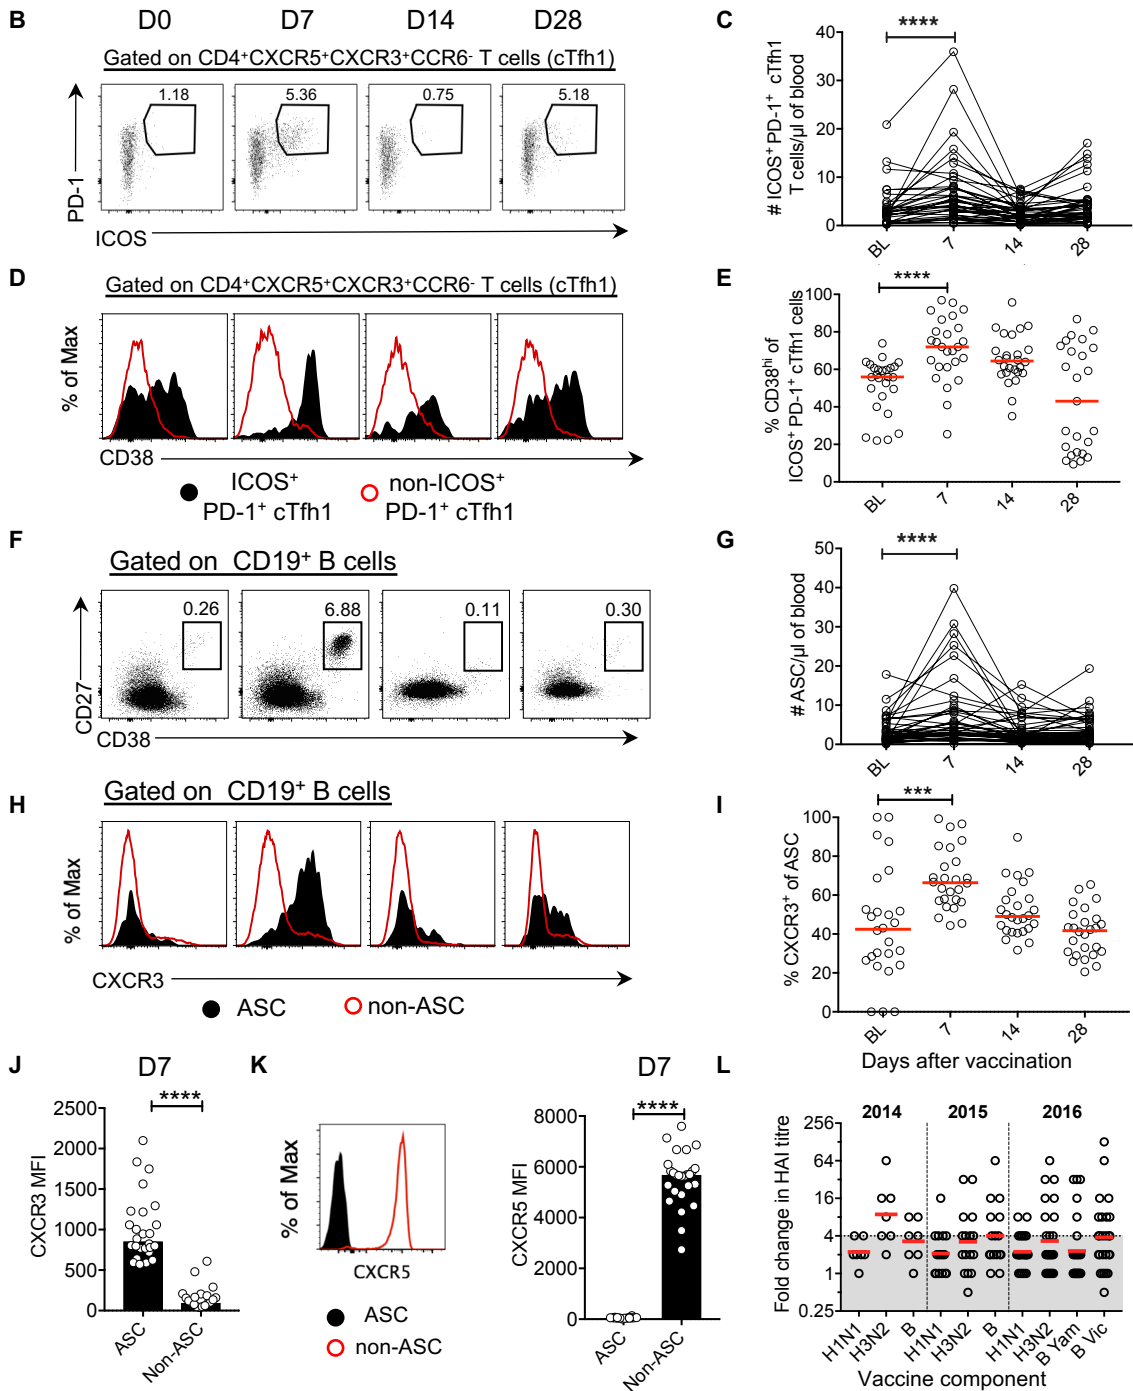 B D0 D7 D14 D28
Gated on CD4⁺CXCR5⁺CXCR3⁺CCR6⁻ T cells (cTfh1)
1.18 5.36 0.75 5.18
PD-1
ICOS
C
****
# ICOS⁺ PD-1⁺ cTfh1
T cells/µl of blood
40
30
20
10
0
BL 7 14 28
D Gated on CD4⁺CXCR5⁺CXCR3⁺CCR6⁻ T cells (cTfh1)
% of Max
CD38
ICOS⁺
PD-1⁺ cTfh1
non-ICOS⁺
PD-1⁺ cTfh1
E
****
% CD38ʰⁱ of
ICOS⁺ PD-1⁺ cTfh1 cells
100
80
60
40
20
0
BL 7 14 28
F Gated on CD19⁺ B cells
0.26 6.88 0.11 0.30
CD27
CD38
G
****
# ASC/µl of blood
50
40
30
20
10
0
BL 7 14 28
H Gated on CD19⁺ B cells
% of Max
CXCR3
ASC non-ASC
I
***
% CXCR3⁺ of ASC
100
80
60
40
20
0
BL 7 14 28
Days after vaccination
J D7
****
CXCR3 MFI
2500
2000
1500
1000
500
0
ASC Non-ASC
K D7
% of Max
CXCR5
ASC
non-ASC
****
CXCR5 MFI
8000
6000
4000
2000
0
ASC Non-ASC
L
2014 2015 2016
Fold change in HAI titre
256
64
16
4
1
0.25
H1N1 H3N2 B H1N1 H3N2 B H1N1 H3N2 B Yam B Vic
Vaccine component